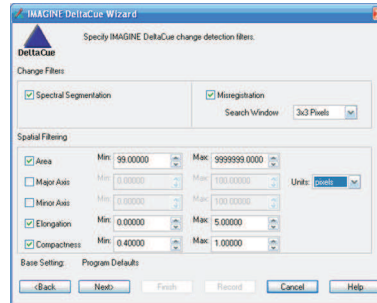 IMAGINE DeltaCue Wizard
Specify IMAGINE DeltaCue change detection filters.
DeltaCue
Change Filters
Spectral Segmentation
Misregistration
Search Window 3x3 Pixels
Spatial Filtering
Area Min: 99.00000 Max: 9999999.0000
Major Axis Min: 0.00000 Max: 100.00000 Units: pixels
Minor Axis Min: 0.00000 Max: 100.00000
Elongation Min: 0.00000 Max: 5.00000
Compactness Min: 0.40000 Max: 1.00000
Base Setting: Program Defaults
<Back Next> Finish Record Cancel Help